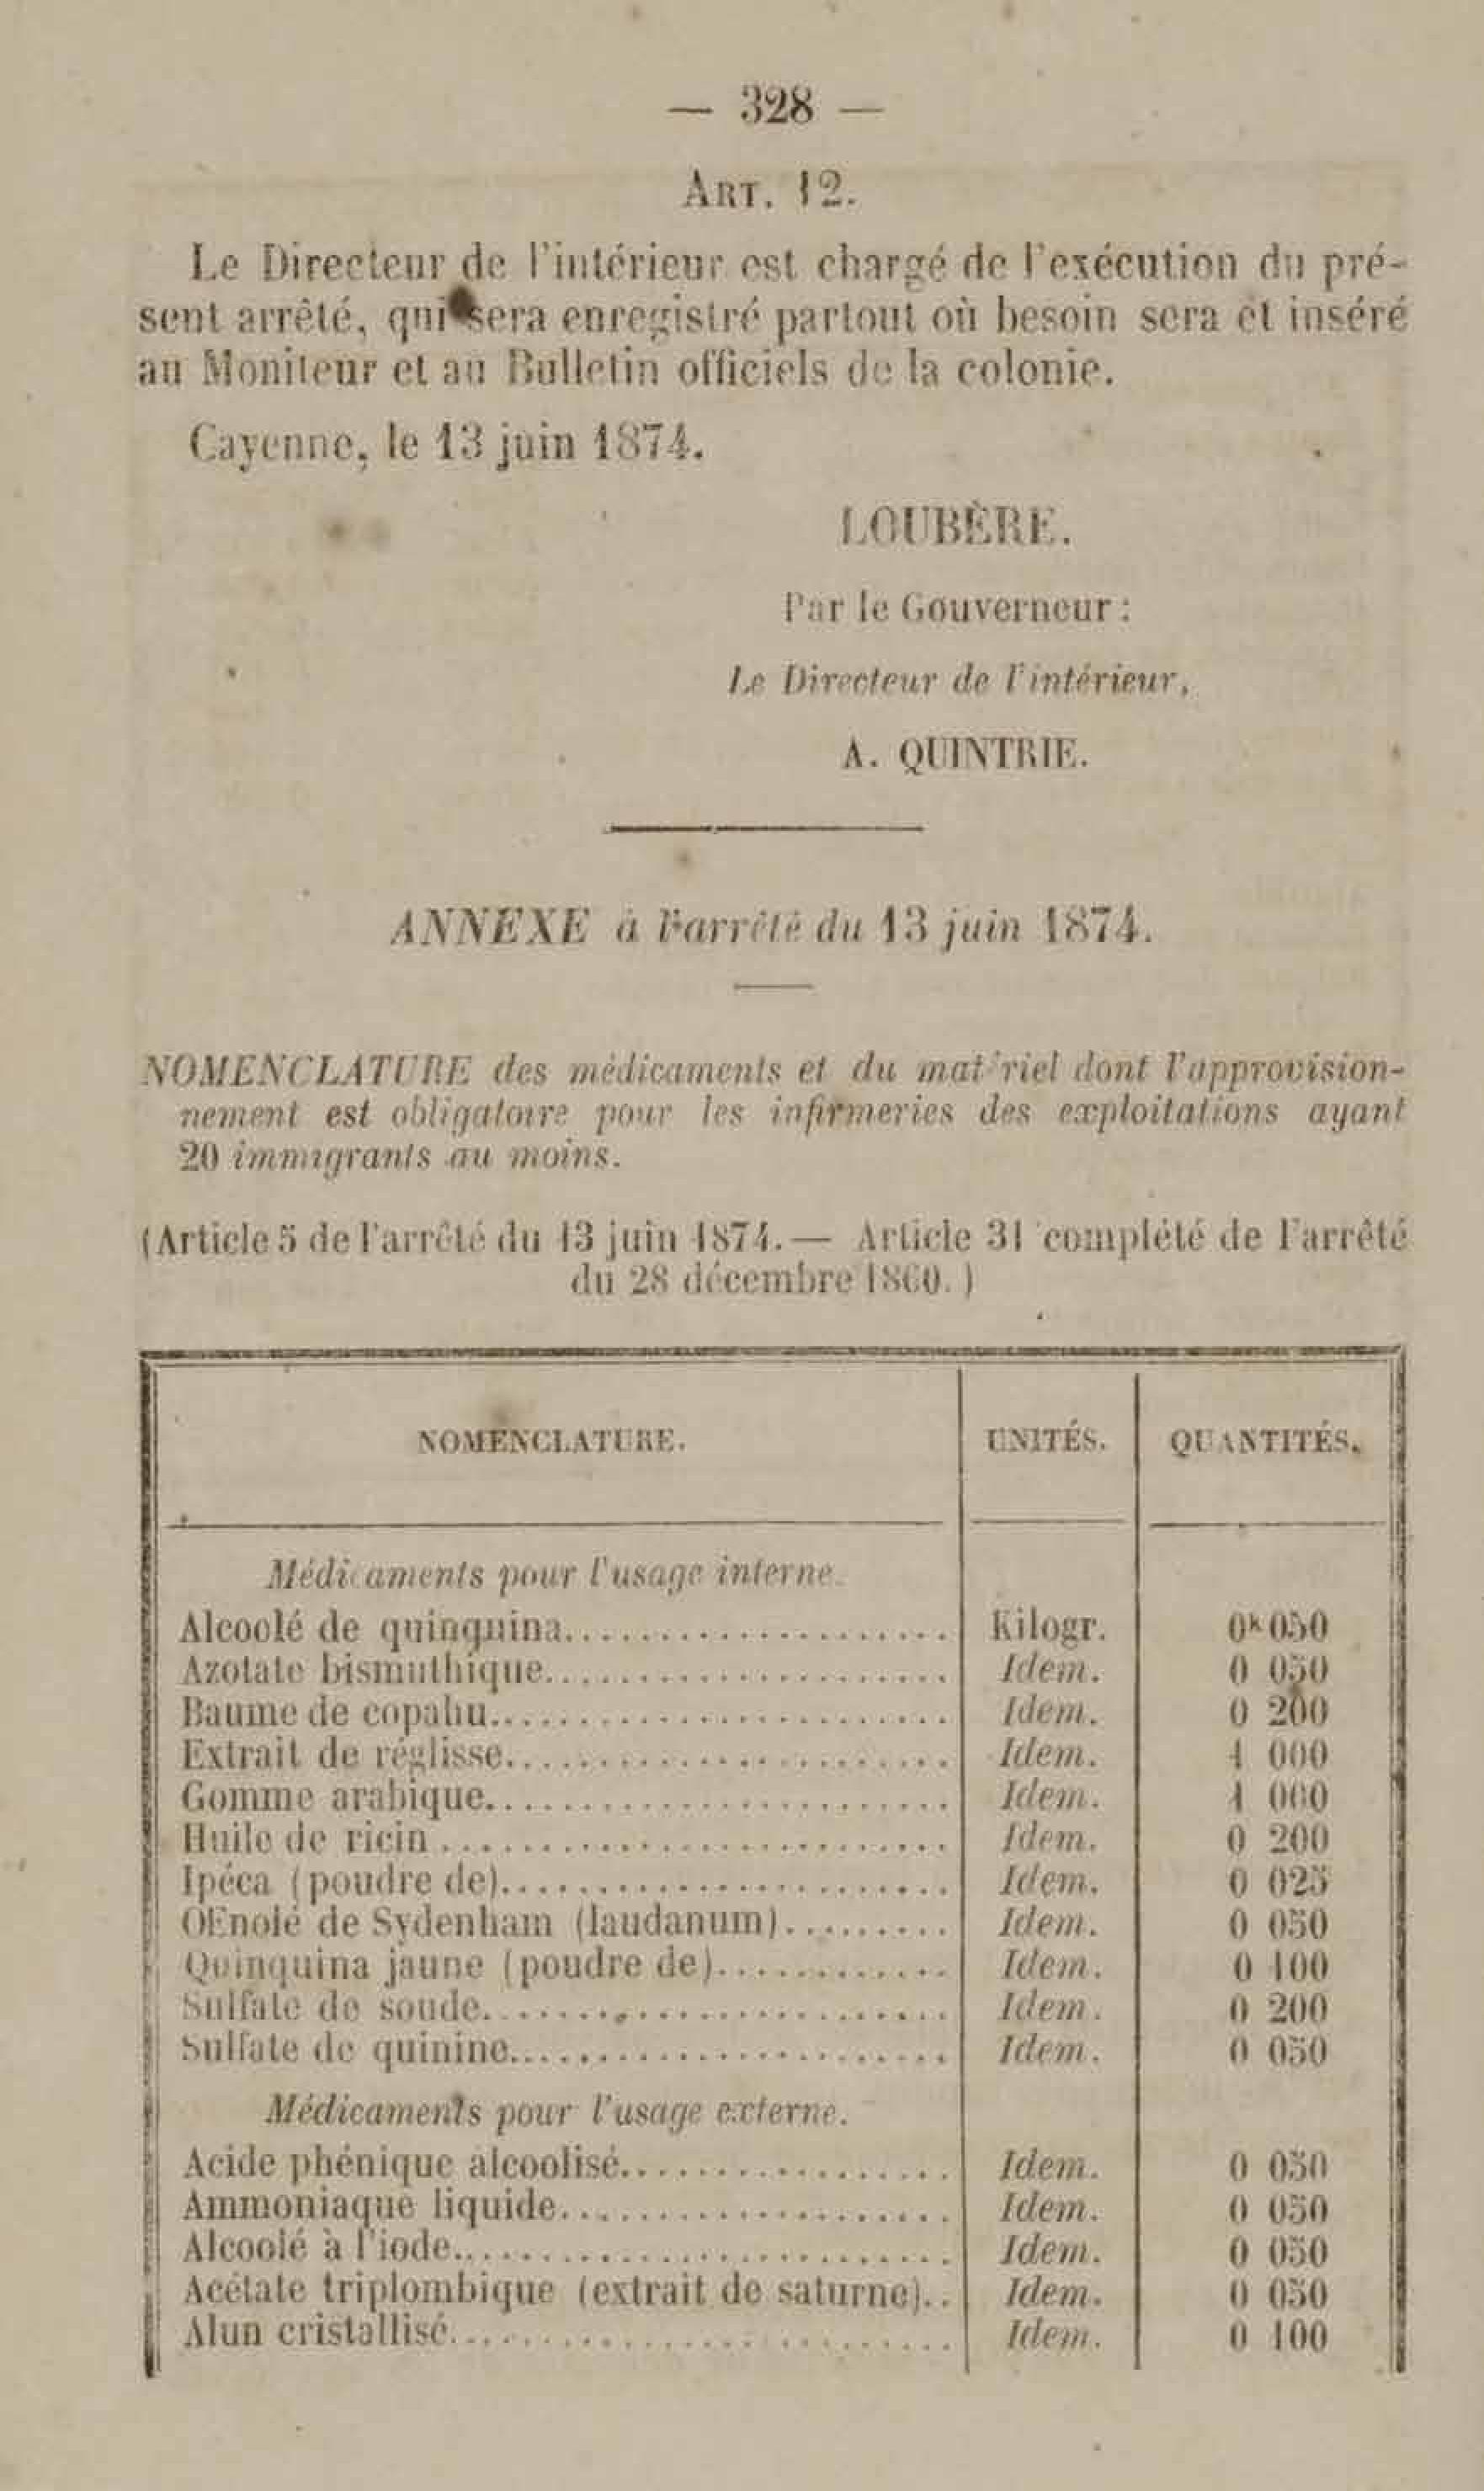 — 328 —
ART. 12.
Le Directeur de l'intérieur est chargé de l'exécution du pré-
sent arrêté, qui sera enregistré partout où besoin sera et inséré
au Moniteur et au Bulletin officiels de la colonie.
Cayenne, le 13 juin 1874.
LOUBÈRE.
Par le Gouverneur :
Le Directeur de l'intérieur,
A. QUINTRIE.
ANNEXE à l'arrêté du 13 juin 1874.
NOMENCLATURE des médicaments et du matériel dont l'approvision-
nement est obligatoire pour les infirmeries des exploitations ayant
20 immigrants au moins.
(Article 5 de l'arrêté du 13 juin 1874. — Article 31 complété de l'arrêté
du 28 décembre 1860.)
NOMENCLATURE. UNITÉS. QUANTITÉS.
Médicaments pour l'usage interne.
Alcoolé de quinquina..................... Kilogr. 0k 050
Azotate bismuthique...................... Idem. 0 050
Baume de copahu......................... Idem. 0 200
Extrait de réglisse........................ Idem. 1 000
Gomme arabique......................... Idem. 1 000
Huile de ricin ........................... Idem. 0 200
Ipéca (poudre de)........................ Idem. 0 025
OEnolé de Sydenham (laudanum)......... Idem. 0 050
Quinquina jaune (poudre de)............. Idem. 0 100
Sulfate de soude......................... Idem. 0 200
Sulfate de quinine........................ Idem. 0 050
Médicaments pour l'usage externe.
Acide phénique alcoolisé.................. Idem. 0 050
Ammoniaque liquide..................... Idem. 0 050
Alcoolé à l'iode........................... Idem. 0 050
Acétate triplombique (extrait de saturne).. Idem. 0 050
Alun cristallisé........................... Idem. 0 100